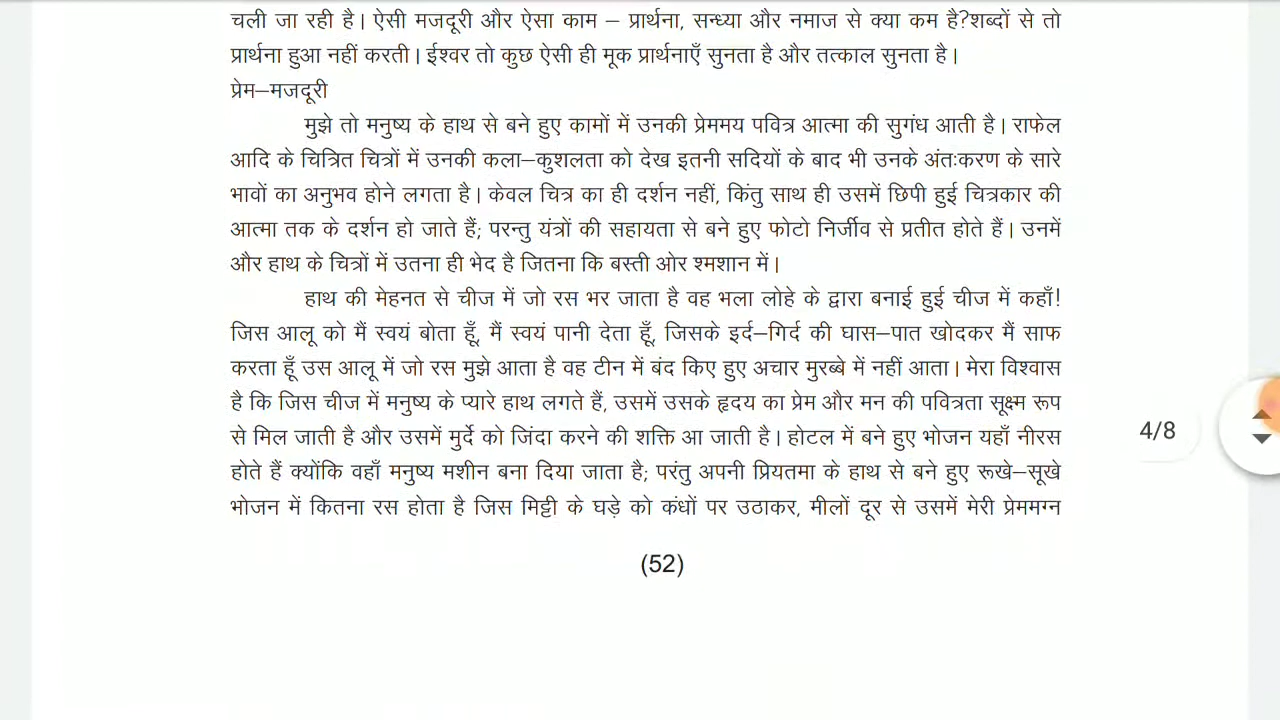 चली जा रही है। ऐसी मजदूरी और ऐसा काम – प्रार्थना, सन्ध्या और नमाज से क्या कम है?शब्दों से तो
प्रार्थना हुआ नहीं करती। ईश्वर तो कुछ ऐसी ही मूक प्रार्थनाएँ सुनता है और तत्काल सुनता है।
प्रेम–मजदूरी
मुझे तो मनुष्य के हाथ से बने हुए कामों में उनकी प्रेममय पवित्र आत्मा की सुगंध आती है। राफेल
आदि के चित्रित चित्रों में उनकी कला–कुशलता को देख इतनी सदियों के बाद भी उनके अंतःकरण के सारे
भावों का अनुभव होने लगता है। केवल चित्र का ही दर्शन नहीं, किंतु साथ ही उसमें छिपी हुई चित्रकार की
आत्मा तक के दर्शन हो जाते हैं; परन्तु यंत्रों की सहायता से बने हुए फोटो निर्जीव से प्रतीत होते हैं। उनमें
और हाथ के चित्रों में उतना ही भेद है जितना कि बस्ती ओर श्मशान में।
हाथ की मेहनत से चीज में जो रस भर जाता है वह भला लोहे के द्वारा बनाई हुई चीज में कहाँ!
जिस आलू को मैं स्वयं बोता हूँ, मैं स्वयं पानी देता हूँ, जिसके इर्द–गिर्द की घास–पात खोदकर मैं साफ
करता हूँ उस आलू में जो रस मुझे आता है वह टीन में बंद किए हुए अचार मुरब्बे में नहीं आता। मेरा विश्वास
है कि जिस चीज में मनुष्य के प्यारे हाथ लगते हैं, उसमें उसके हृदय का प्रेम और मन की पवित्रता सूक्ष्म रूप
से मिल जाती है और उसमें मुर्दे को जिंदा करने की शक्ति आ जाती है। होटल में बने हुए भोजन यहाँ नीरस
होते हैं क्योंकि वहाँ मनुष्य मशीन बना दिया जाता है; परंतु अपनी प्रियतमा के हाथ से बने हुए रूखे–सूखे
भोजन में कितना रस होता है जिस मिट्टी के घड़े को कंधों पर उठाकर, मीलों दूर से उसमें मेरी प्रेममग्न
(52)
4/8